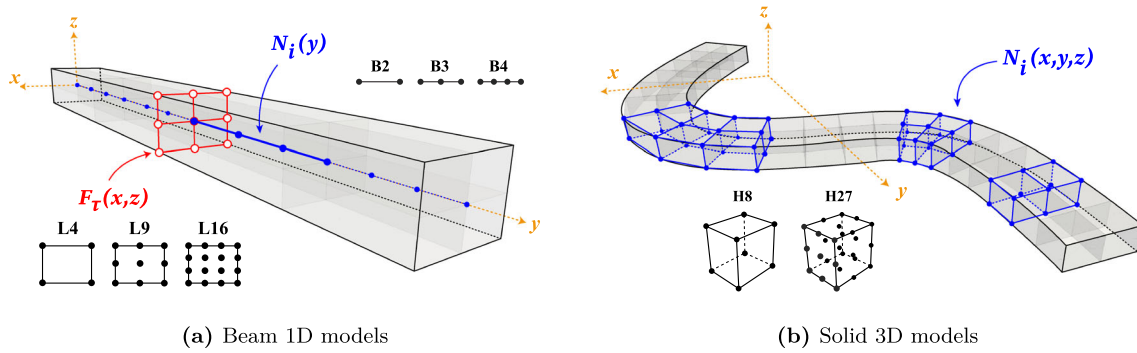 z
x
N_i(y)
B2 B3 B4
F_τ(x,z)
y
L4 L9 L16
(a) Beam 1D models
z
x
N_i(x,y,z)
y
H8 H27
(b) Solid 3D models